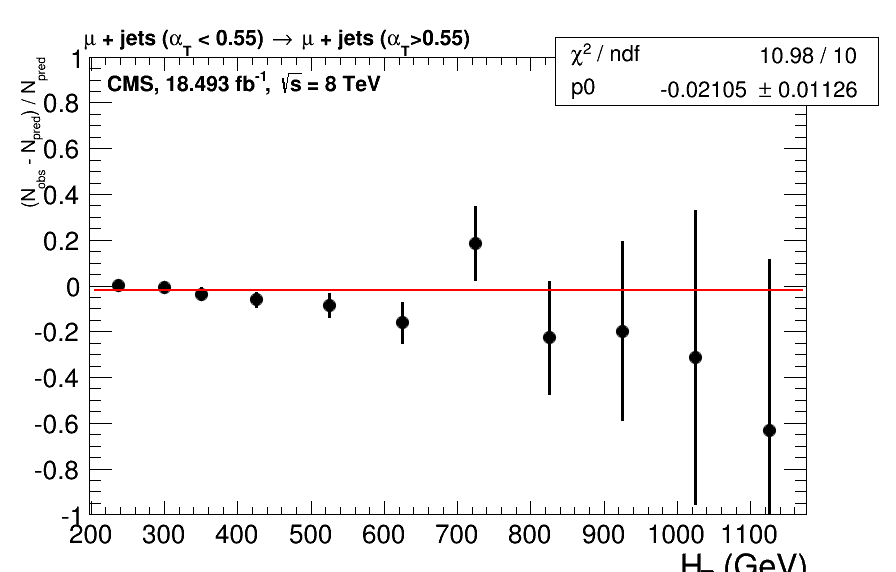 μ + jets (α_T < 0.55) → μ + jets (α_T>0.55)
χ² / ndf 10.98 / 10
p0 -0.02105 ± 0.01126
CMS, 18.493 fb⁻¹, √s = 8 TeV
(N_obs - N_pred) / N_pred
1
0.8
0.6
0.4
0.2
0
-0.2
-0.4
-0.6
-0.8
-1
200 300 400 500 600 700 800 900 1000 1100
(GeV)